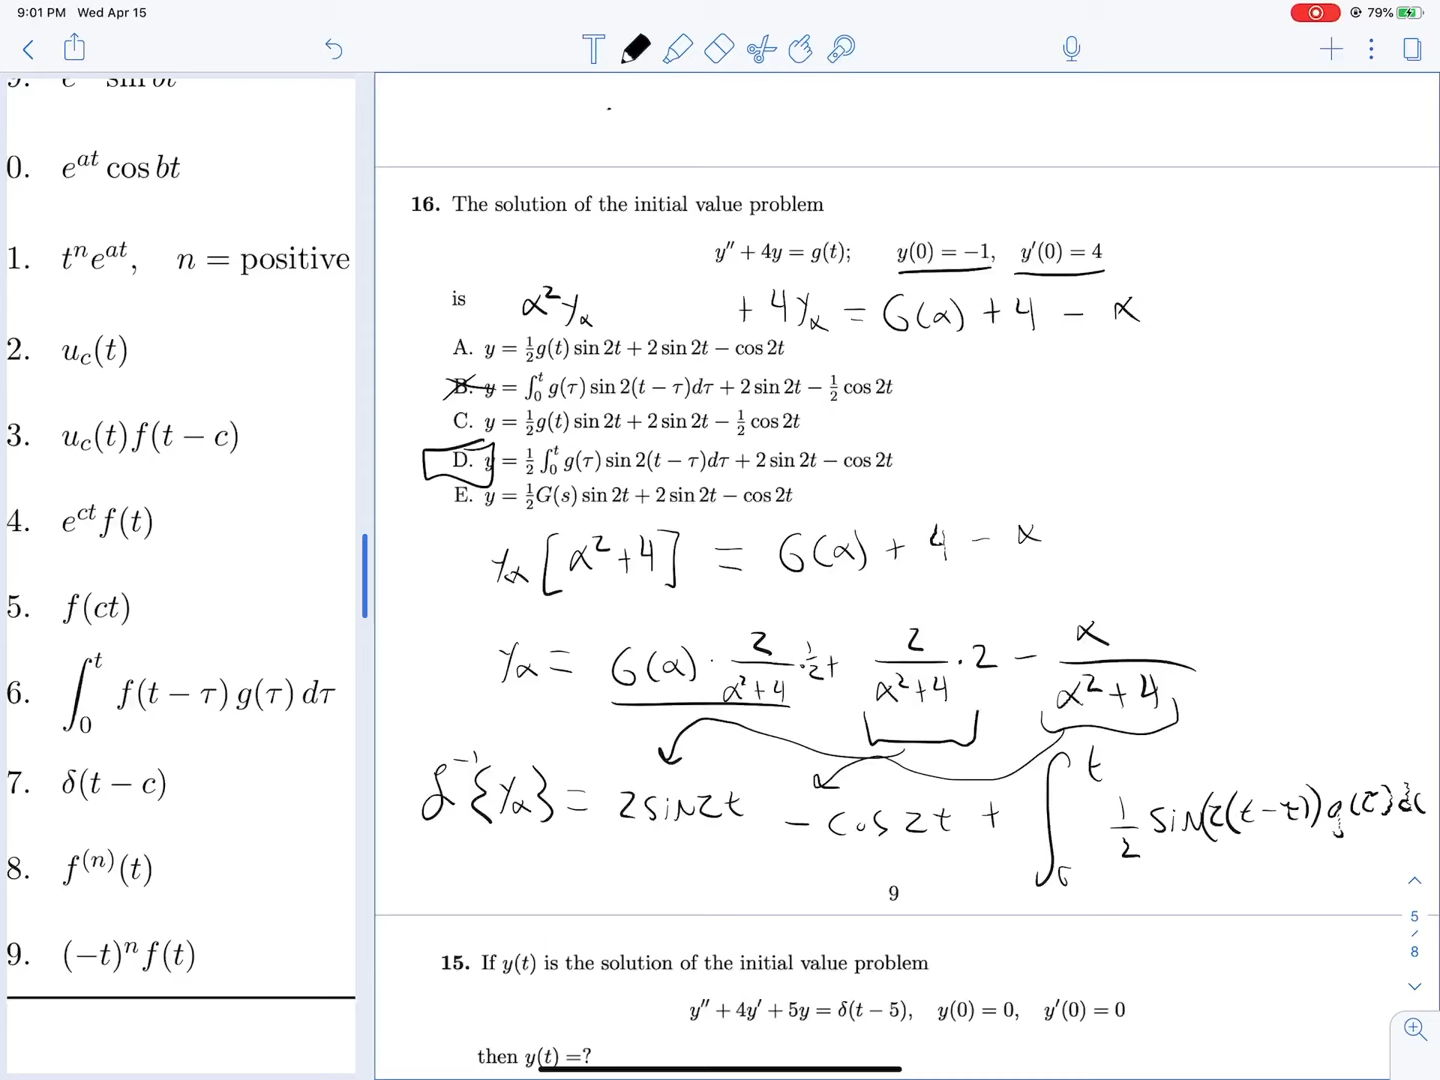 9:01 PM Wed Apr 15
79%
9. e sin bt
0. e^{at} cos bt
1. t^n e^{at}, n = positive
2. u_c(t)
3. u_c(t)f(t − c)
4. e^{ct}f(t)
5. f(ct)
6. ∫_0^t f(t − τ) g(τ) dτ
7. δ(t − c)
8. f^{(n)}(t)
9. (−t)^n f(t)
16. The solution of the initial value problem
y″ + 4y = g(t); y(0) = −1, y′(0) = 4
is
α² y_α + 4y_α = G(α) + 4 − α
A. y = ½g(t) sin 2t + 2 sin 2t − cos 2t
B. y = ∫_0^t g(τ) sin 2(t − τ)dτ + 2 sin 2t − ½ cos 2t
C. y = ½g(t) sin 2t + 2 sin 2t − ½ cos 2t
D. y = ½ ∫_0^t g(τ) sin 2(t − τ)dτ + 2 sin 2t − cos 2t
E. y = ½G(s) sin 2t + 2 sin 2t − cos 2t
y_α [α² + 4] = G(α) + 4 − α
y_α = G(α) · 2/(α²+4) · ½ + 2/(α²+4) · 2 − α/(α²+4)
ℒ^{-1}{y_α} = 2sin2t − cos2t + ∫_0^t ½ sin(2(t−τ))g(τ)dτ
9
15. If y(t) is the solution of the initial value problem
y″ + 4y′ + 5y = δ(t − 5), y(0) = 0, y′(0) = 0
then y(t) =?
5
/
8